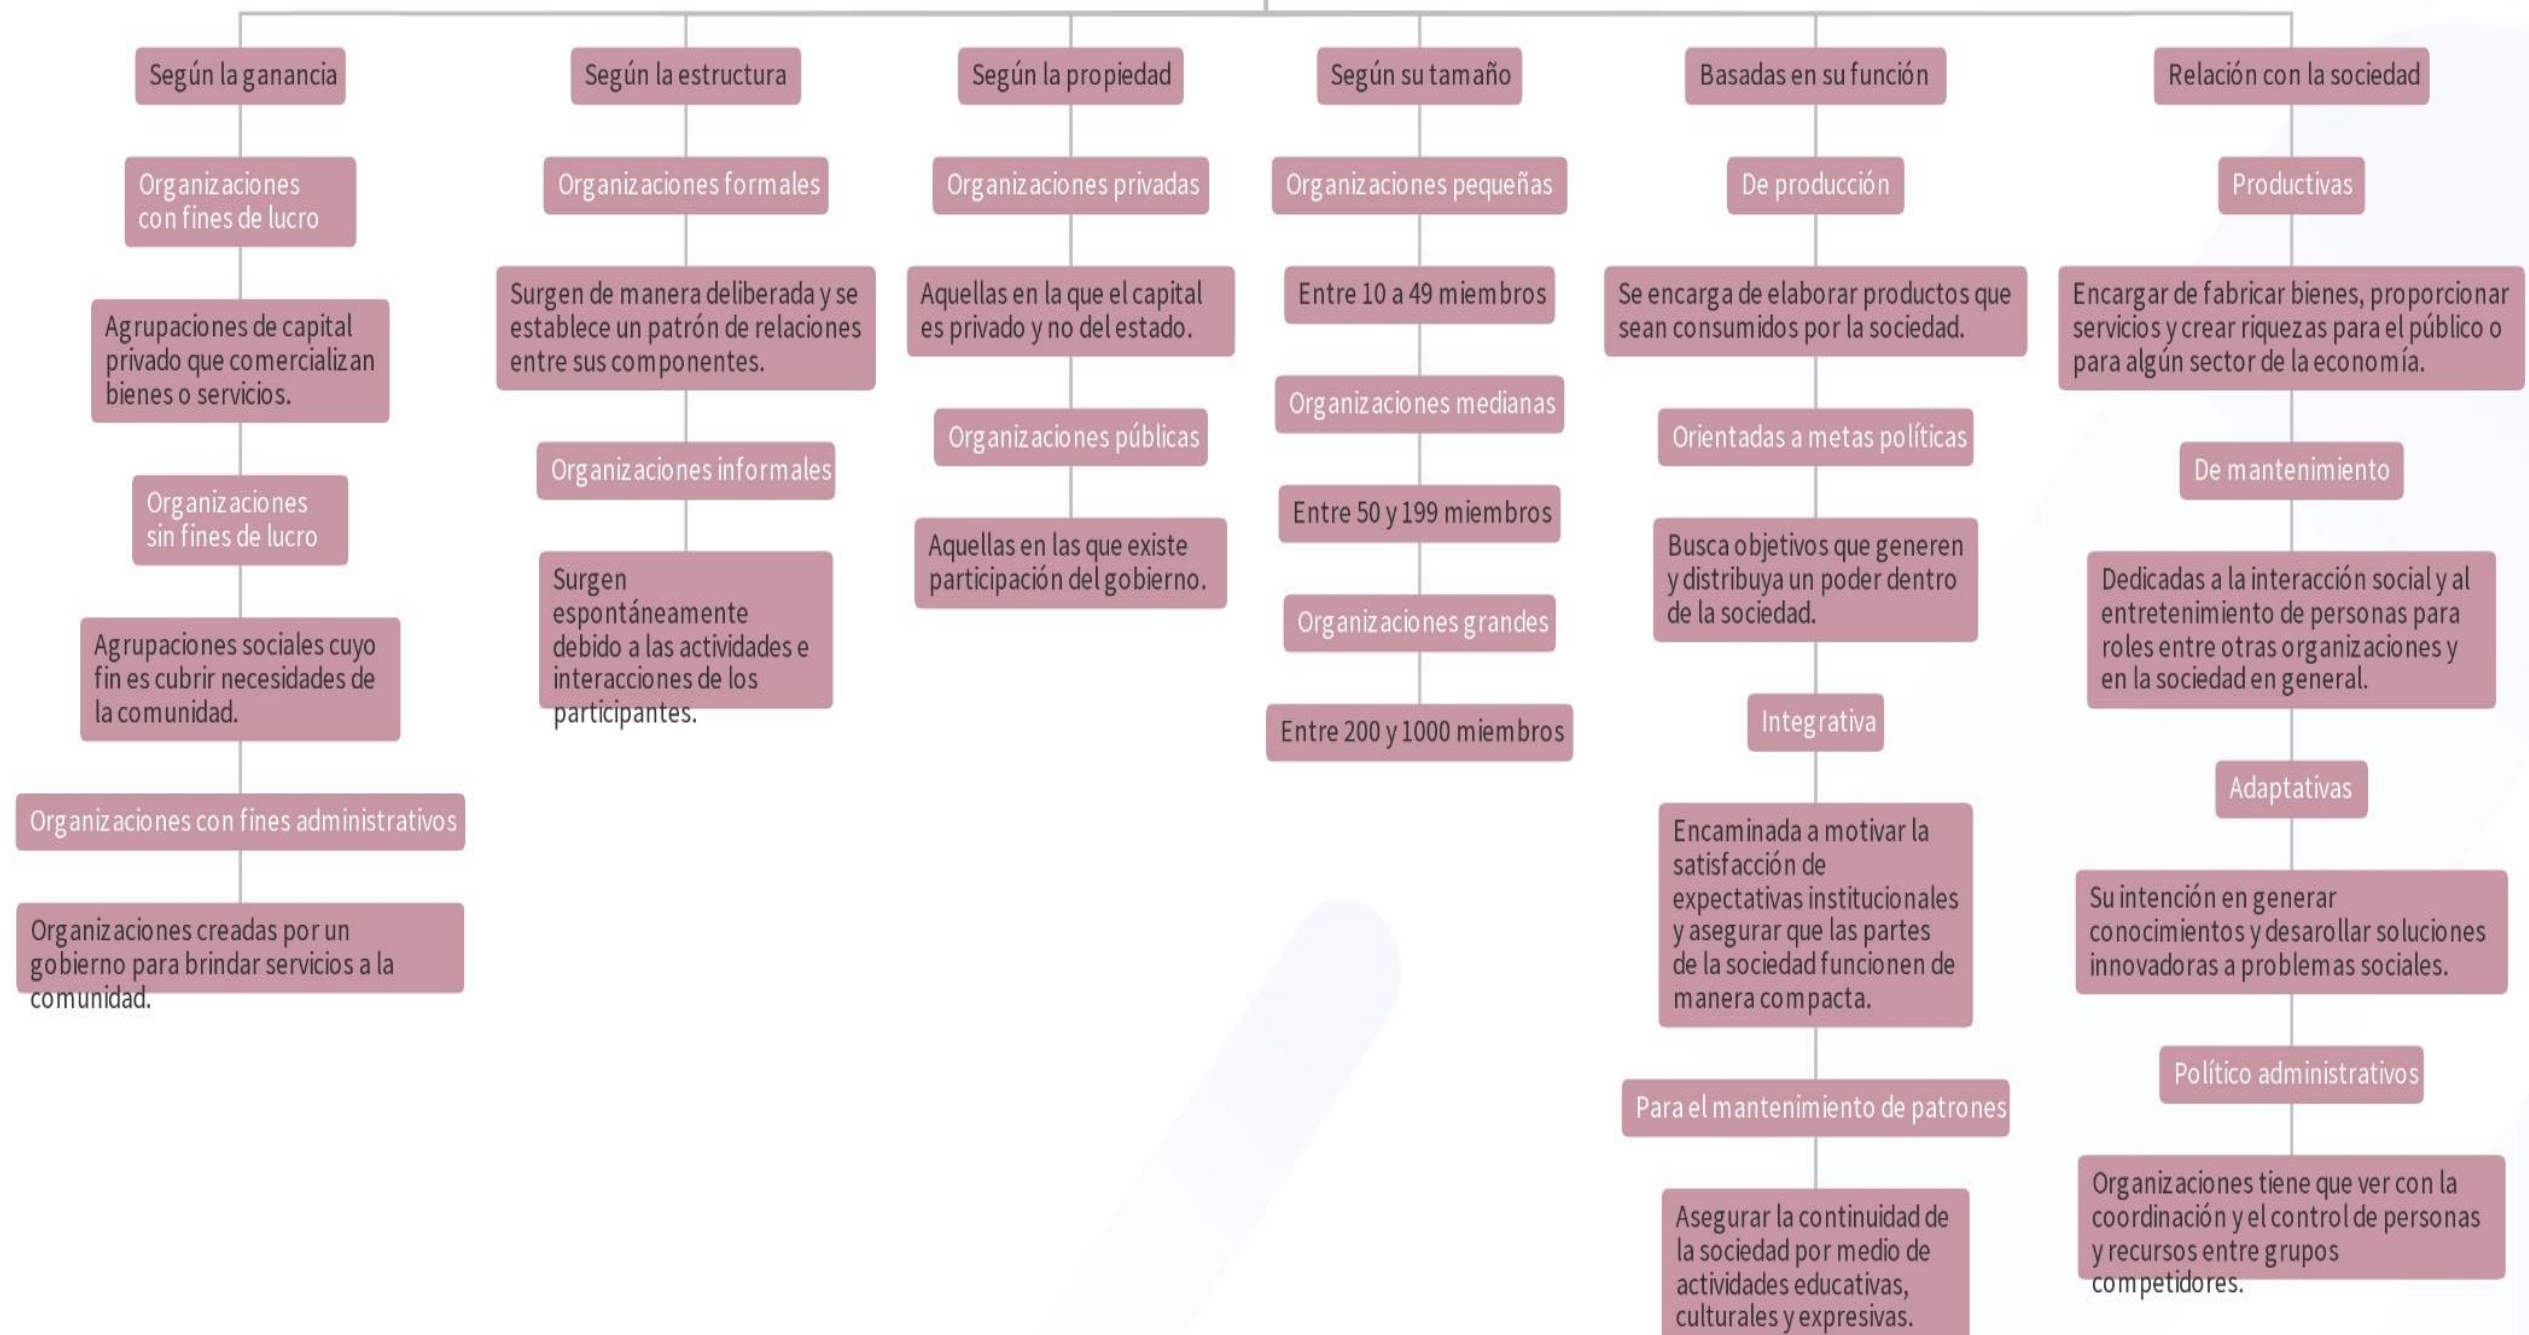 Según la ganancia
Organizaciones
con fines de lucro
Agrupaciones de capital
privado que comercializan
bienes o servicios.
Organizaciones
sin fines de lucro
Agrupaciones sociales cuyo
fin es cubrir necesidades de
la comunidad.
Organizaciones con fines administrativos
Organizaciones creadas por un
gobierno para brindar servicios a la
comunidad.
Según la estructura
Organizaciones formales
Surgen de manera deliberada y se
establece un patrón de relaciones
entre sus componentes.
Organizaciones informales
Surgen
espontáneamente
debido a las actividades e
interacciones de los
participantes.
Según la propiedad
Organizaciones privadas
Aquellas en la que el capital
es privado y no del estado.
Organizaciones públicas
Aquellas en las que existe
participación del gobierno.
Según su tamaño
Organizaciones pequeñas
Entre 10 a 49 miembros
Organizaciones medianas
Entre 50 y 199 miembros
Organizaciones grandes
Entre 200 y 1000 miembros
Basadas en su función
De producción
Se encarga de elaborar productos que
sean consumidos por la sociedad.
Orientadas a metas políticas
Busca objetivos que generen
y distribuya un poder dentro
de la sociedad.
Integrativa
Encaminada a motivar la
satisfacción de
expectativas institucionales
y asegurar que las partes
de la sociedad funcionen de
manera compacta.
Para el mantenimiento de patrones
Asegurar la continuidad de
la sociedad por medio de
actividades educativas,
culturales y expresivas.
Relación con la sociedad
Productivas
Encargar de fabricar bienes, proporcionar
servicios y crear riquezas para el público o
para algún sector de la economía.
De mantenimiento
Dedicadas a la interacción social y al
entretenimiento de personas para
roles entre otras organizaciones y
en la sociedad en general.
Adaptativas
Su intención en generar
conocimientos y desarollar soluciones
innovadoras a problemas sociales.
Político administrativos
Organizaciones tiene que ver con la
coordinación y el control de personas
y recursos entre grupos
competidores.